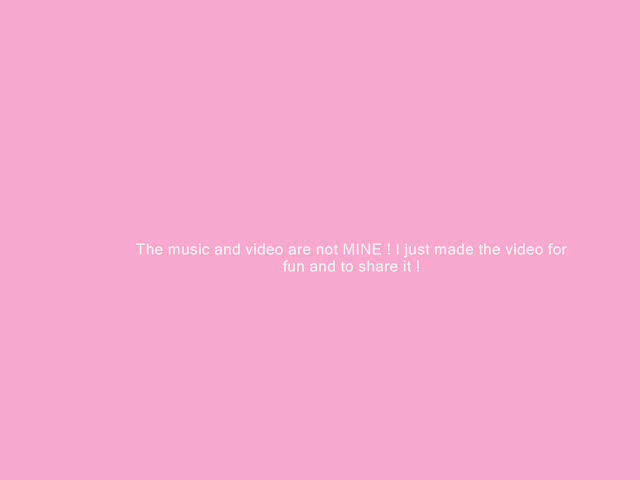 The music and video are not MINE ! I just made the video for
fun and to share it !